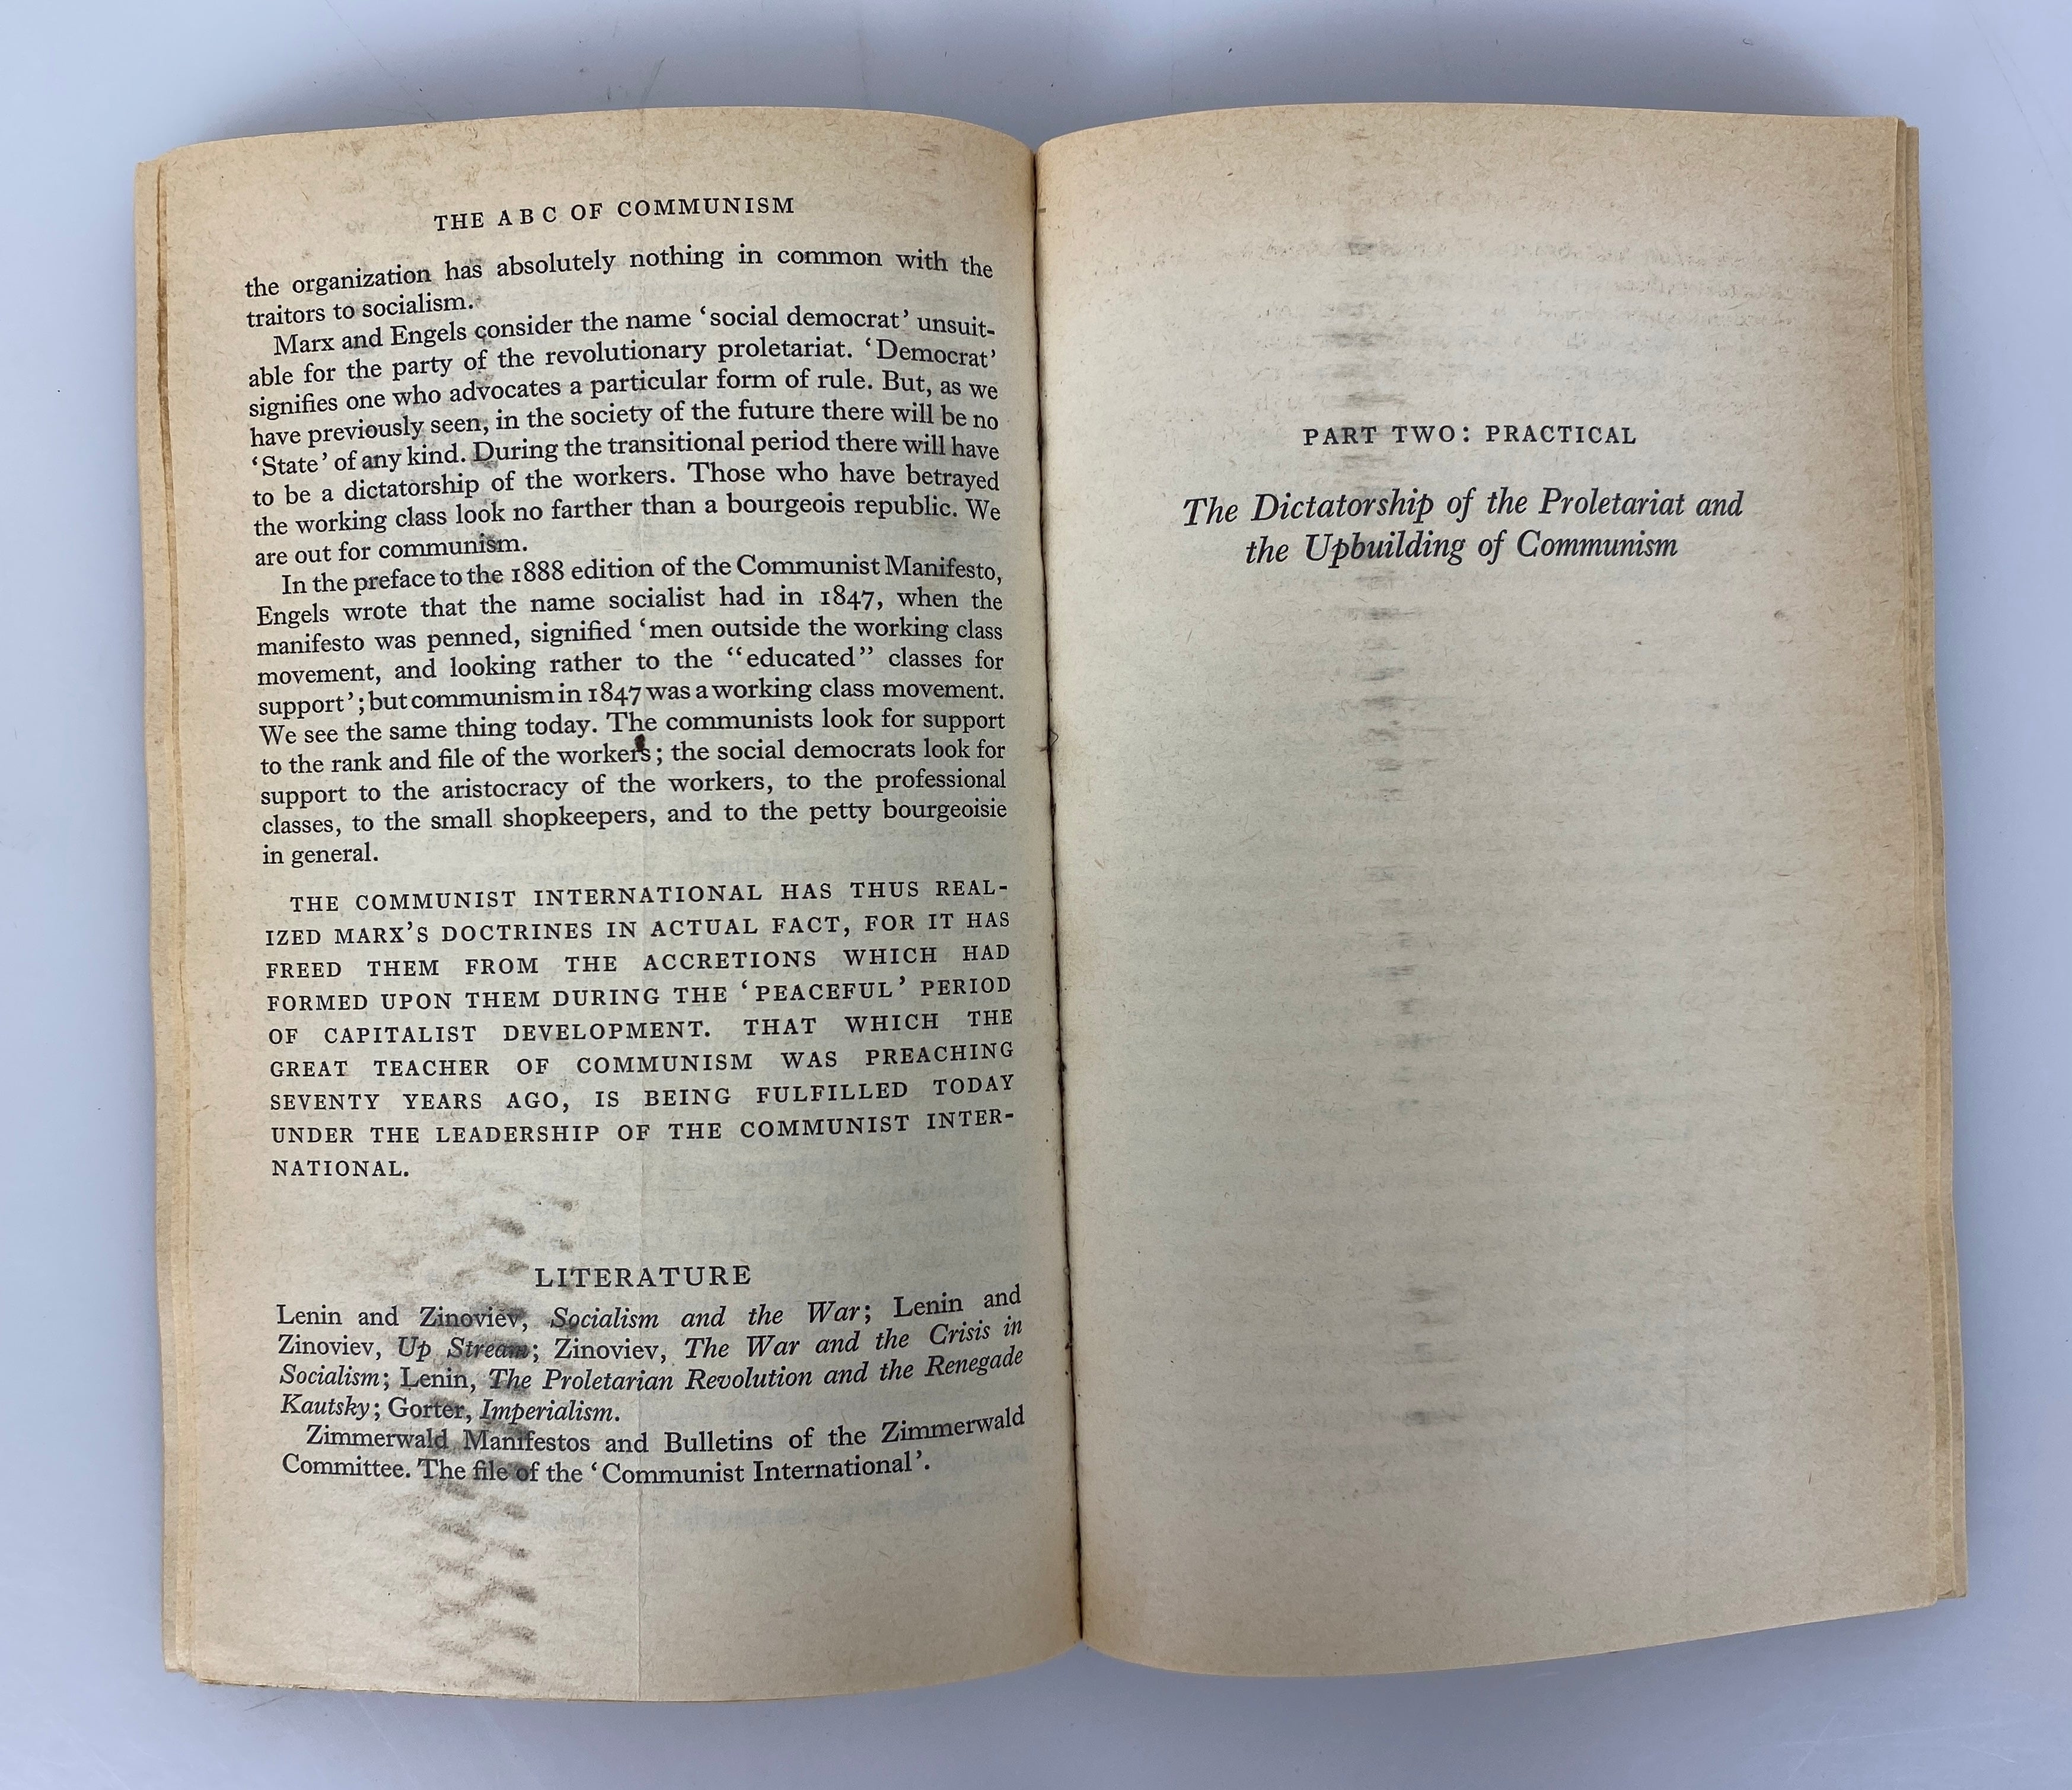 THE A B C OF COMMUNISM
the organization has absolutely nothing in common with the
traitors to socialism.
Marx and Engels consider the name ‘social democrat’ unsuit-
able for the party of the revolutionary proletariat. ‘Democrat’
signifies one who advocates a particular form of rule. But, as we
have previously seen, in the society of the future there will be no
‘State’ of any kind. During the transitional period there will have
to be a dictatorship of the workers. Those who have betrayed
the working class look no farther than a bourgeois republic. We
are out for communism.
In the preface to the 1888 edition of the Communist Manifesto,
Engels wrote that the name socialist had in 1847, when the
manifesto was penned, signified ‘men outside the working class
movement, and looking rather to the “educated” classes for
support’; but communism in 1847 was a working class movement.
We see the same thing today. The communists look for support
to the rank and file of the workers; the social democrats look for
support to the aristocracy of the workers, to the professional
classes, to the small shopkeepers, and to the petty bourgeoisie
in general.
THE COMMUNIST INTERNATIONAL HAS THUS REAL-
IZED MARX’S DOCTRINES IN ACTUAL FACT, FOR IT HAS
FREED THEM FROM THE ACCRETIONS WHICH HAD
FORMED UPON THEM DURING THE ‘PEACEFUL’ PERIOD
OF CAPITALIST DEVELOPMENT. THAT WHICH THE
GREAT TEACHER OF COMMUNISM WAS PREACHING
SEVENTY YEARS AGO, IS BEING FULFILLED TODAY
UNDER THE LEADERSHIP OF THE COMMUNIST INTER-
NATIONAL.
LITERATURE
Lenin and Zinoviev, Socialism and the War; Lenin and
Zinoviev, Up Stream; Zinoviev, The War and the Crisis in
Socialism; Lenin, The Proletarian Revolution and the Renegade
Kautsky; Gorter, Imperialism.
Zimmerwald Manifestos and Bulletins of the Zimmerwald
Committee. The file of the ‘Communist International’.
PART TWO: PRACTICAL
The Dictatorship of the Proletariat and
the Upbuilding of Communism